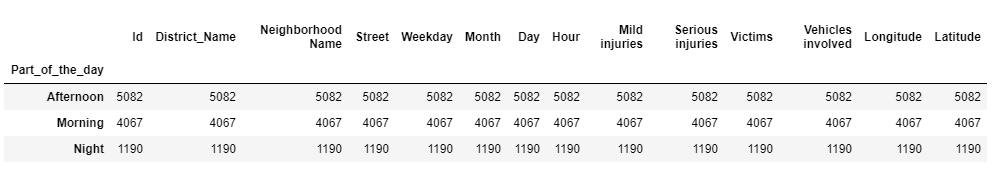 Id District_Name Neighborhood Name Street Weekday Month Day Hour Mild injuries Serious injuries Victims Vehicles involved Longitude Latitude
Part_of_the_day
Afternoon 5082 5082 5082 5082 5082 5082 5082 5082 5082 5082 5082 5082 5082 5082
Morning 4067 4067 4067 4067 4067 4067 4067 4067 4067 4067 4067 4067 4067 4067
Night 1190 1190 1190 1190 1190 1190 1190 1190 1190 1190 1190 1190 1190 1190